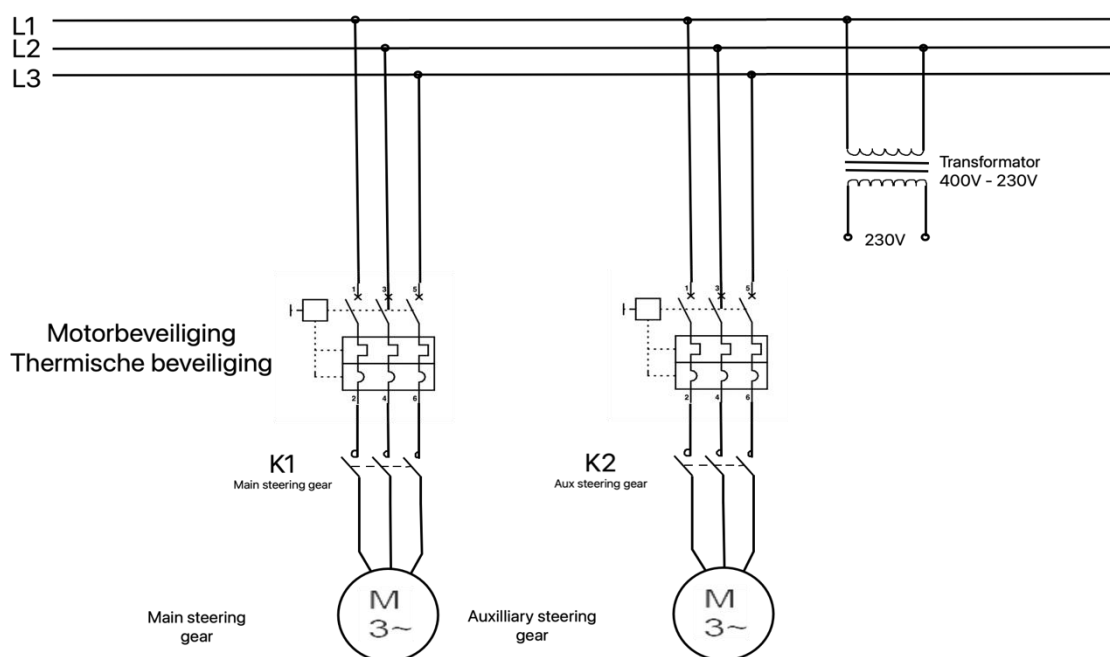 L1
L2
L3
Transformator
400V - 230V
230V
1 3 5
1 3 5
Motorbeveiliging
Thermische beveiliging
2 4 6
2 4 6
K1
Main steering gear
K2
Aux steering gear
M
3~
M
3~
Main steering
gear
Auxilliary steering
gear